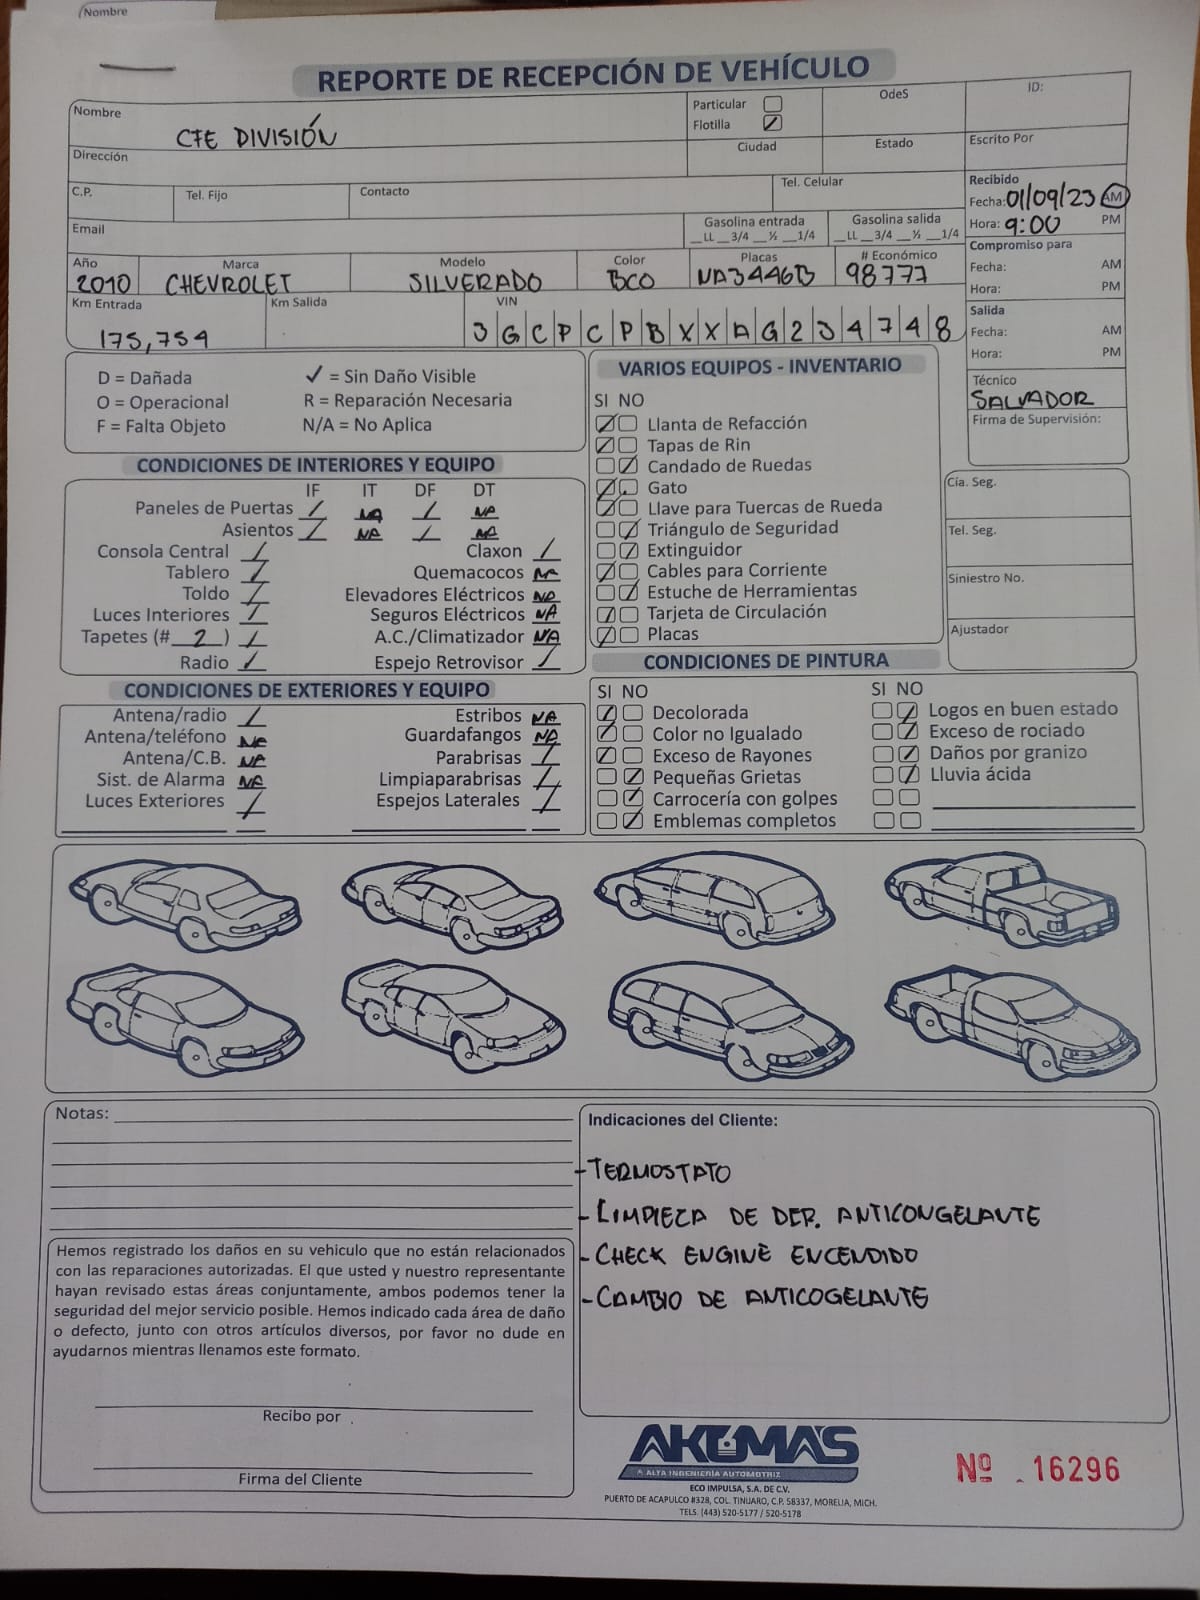 Nombre
REPORTE DE RECEPCIÓN DE VEHÍCULO
Nombre
CFE DIVISIÓN
Particular
Flotilla
OdeS
ID:
Dirección
Ciudad
Estado
Escrito Por
C.P.
Tel. Fijo
Contacto
Tel. Celular
Recibido
Fecha: 01/09/23 AM
Hora: 9:00 PM
Email
Gasolina entrada
__LL __3/4 __½ __1/4
Gasolina salida
__LL __3/4 __½ __1/4
Compromiso para
Fecha: AM
Hora: PM
Año
2010
Marca
CHEVROLET
Modelo
SILVERADO
Color
BCO
Placas
NA3446B
# Económico
98777
Km Entrada
175,754
Km Salida
VIN
3GCPCPBXXAG234748
Salida
Fecha: AM
Hora: PM
Técnico
SALVADOR
Firma de Supervisión:
D = Dañada ✓ = Sin Daño Visible
O = Operacional R = Reparación Necesaria
F = Falta Objeto N/A = No Aplica
CONDICIONES DE INTERIORES Y EQUIPO
IF IT DF DT
Paneles de Puertas / NA / NA
Asientos / NA / NA
Consola Central / Claxon /
Tablero / Quemacocos NA
Toldo / Elevadores Eléctricos NA
Luces Interiores / Seguros Eléctricos NA
Tapetes (# 2 ) / A.C./Climatizador NA
Radio / Espejo Retrovisor /
VARIOS EQUIPOS - INVENTARIO
SI NO
Llanta de Refacción
Tapas de Rin
Candado de Ruedas
Gato
Llave para Tuercas de Rueda
Triángulo de Seguridad
Extinguidor
Cables para Corriente
Estuche de Herramientas
Tarjeta de Circulación
Placas
Cía. Seg.
Tel. Seg.
Siniestro No.
Ajustador
CONDICIONES DE EXTERIORES Y EQUIPO
Antena/radio / Estribos NA
Antena/teléfono NA Guardafangos NA
Antena/C.B. NA Parabrisas /
Sist. de Alarma NA Limpiaparabrisas /
Luces Exteriores / Espejos Laterales /
CONDICIONES DE PINTURA
SI NO SI NO
Decolorada Logos en buen estado
Color no Igualado Exceso de rociado
Exceso de Rayones Daños por granizo
Pequeñas Grietas Lluvia ácida
Carrocería con golpes
Emblemas completos
Notas:
Indicaciones del Cliente:
-TERMOSTATO
-LIMPIEZA DE DEP. ANTICONGELANTE
-CHECK ENGINE ENCENDIDO
-CAMBIO DE ANTICOGELANTE
Hemos registrado los daños en su vehiculo que no están relacionados
con las reparaciones autorizadas. El que usted y nuestro representante
hayan revisado estas áreas conjuntamente, ambos podemos tener la
seguridad del mejor servicio posible. Hemos indicado cada área de daño
o defecto, junto con otros artículos diversos, por favor no dude en
ayudarnos mientras llenamos este formato.
Recibo por
Firma del Cliente
AKUMA'S
ALTA INGENIERÍA AUTOMOTRIZ
ECO IMPULSA, S.A. DE C.V.
PUERTO DE ACAPULCO #328, COL. TINIJARO, C.P. 58337, MORELIA, MICH.
TELS. (443) 520-5177 / 520-5178
Nº 16296